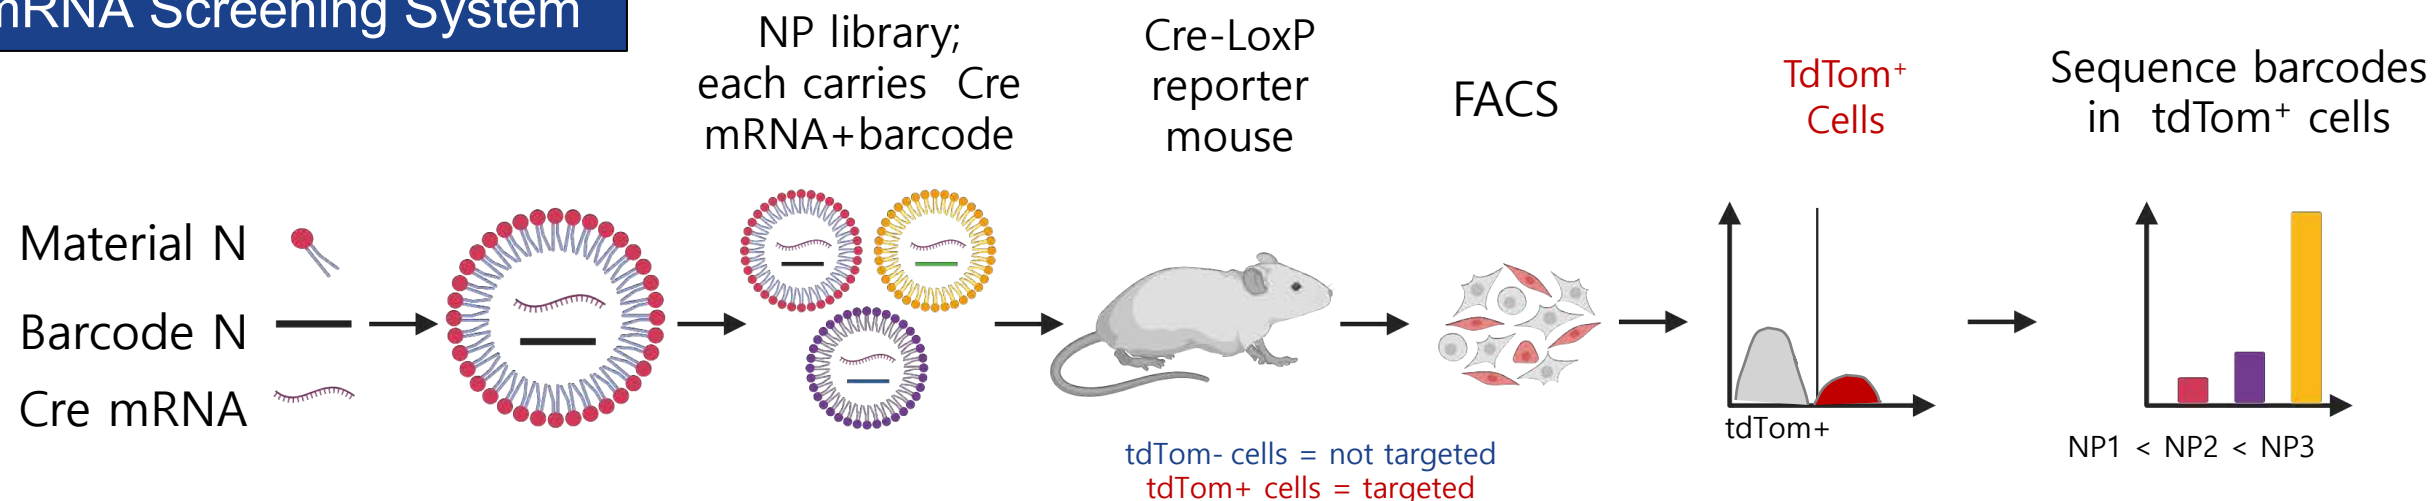 mRNA Screening System
NP library;
each carries Cre
mRNA+barcode
Cre-LoxP
reporter
mouse
FACS
TdTom⁺
Cells
Sequence barcodes
in tdTom⁺ cells
Material N
Barcode N
Cre mRNA
tdTom+
NP1 < NP2 < NP3
tdTom- cells = not targeted
tdTom+ cells = targeted